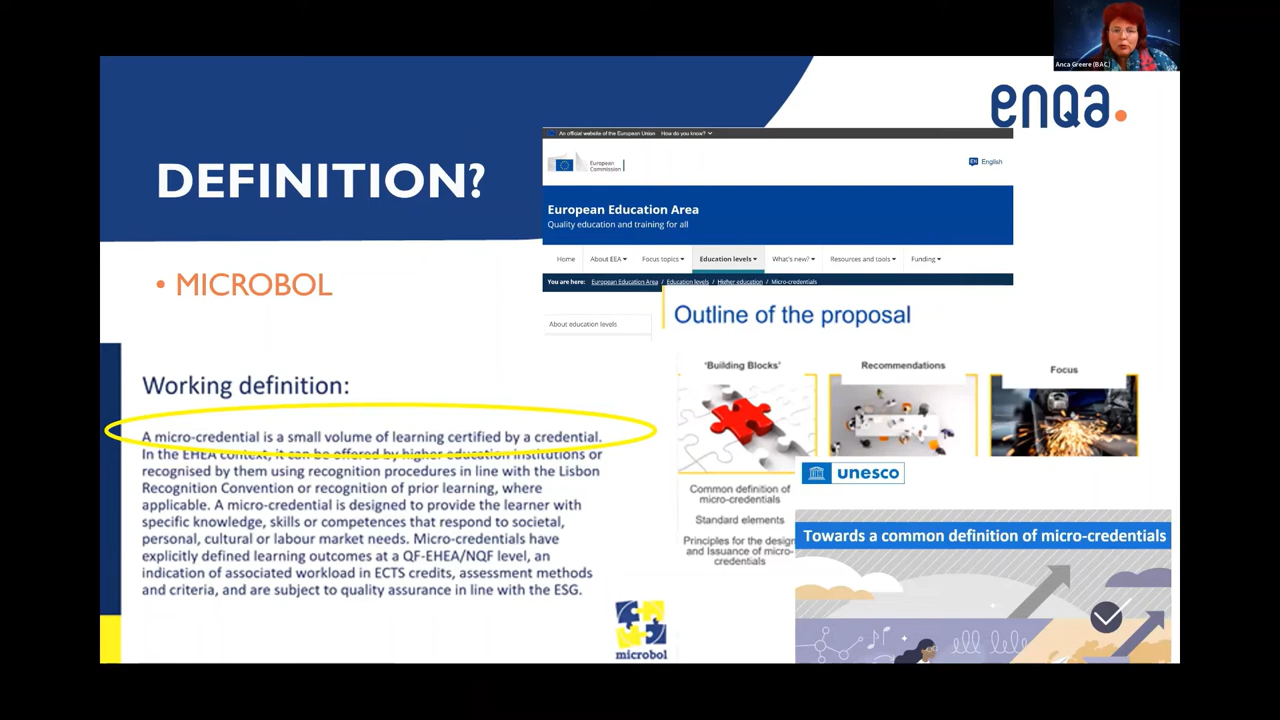 Anca Greere (BAC)
enqa.
DEFINITION?
• MICROBOL
An official website of the European Union How do you know?
European
Commission
EN English
European Education Area
Quality education and training for all
Home About EEA Focus topics Education levels What's new? Resources and tools Funding
You are here: European Education Area / Education levels / Higher education / Micro-credentials
About education levels
Outline of the proposal
'Building Blocks'
Recommendations
Focus
Common definition of
micro-credentials
Standard elements
Principles for the design
and Issuance of micro-
credentials
Working definition:
A micro-credential is a small volume of learning certified by a credential.
In the EHEA context, it can be offered by higher education institutions or
recognised by them using recognition procedures in line with the Lisbon
Recognition Convention or recognition of prior learning, where
applicable. A micro-credential is designed to provide the learner with
specific knowledge, skills or competences that respond to societal,
personal, cultural or labour market needs. Micro-credentials have
explicitly defined learning outcomes at a QF-EHEA/NQF level, an
indication of associated workload in ECTS credits, assessment methods
and criteria, and are subject to quality assurance in line with the ESG.
microbol
unesco
Towards a common definition of micro-credentials